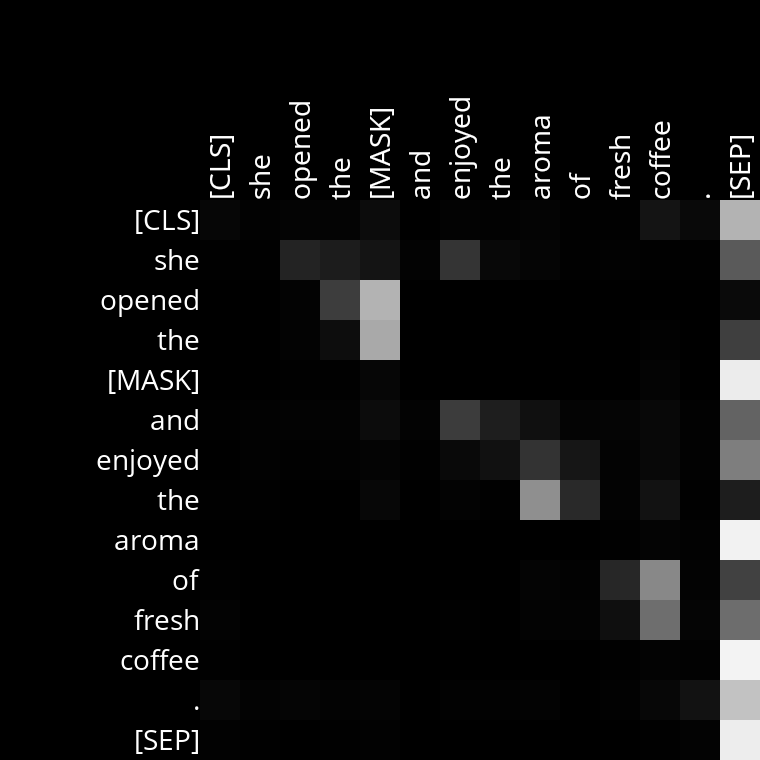 [CLS] she opened the [MASK] and enjoyed the aroma of fresh coffee . [SEP]
[CLS]
she
opened
the
[MASK]
and
enjoyed
the
aroma
of
fresh
coffee
.
[SEP]